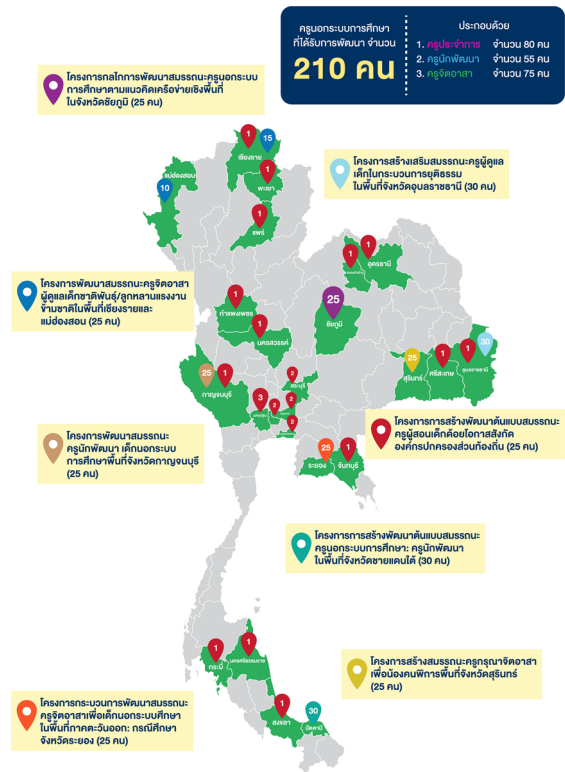 ครูนอกระบบการศึกษา
ที่ได้รับการพัฒนา จำนวน
210 คน
ประกอบด้วย
1. ครูประจำการ จำนวน 80 คน
2. ครูนักพัฒนา จำนวน 55 คน
3. ครูจิตอาสา จำนวน 75 คน
โครงการกลไกการพัฒนาสมรรถนะครูนอกระบบ
การศึกษาตามแนวคิดเครือข่ายเชิงพื้นที่
ในจังหวัดชัยภูมิ (25 คน)
1
15
เชียงราย
แม่ฮ่องสอน
10
1
พะเยา
1
แพร่
โครงการสร้างเสริมสมรรถนะครูผู้ดูแล
เด็กในกระบวนการยุติธรรม
ในพื้นที่จังหวัดอุบลราชธานี (30 คน)
1
1
อุดรธานี
โครงการพัฒนาสมรรถนะครูจิตอาสา
ผู้ดูแลเด็กชาติพันธุ์/ลูกหลานแรงงาน
ข้ามชาติในพื้นที่เชียงรายและ
แม่ฮ่องสอน (25 คน)
1
กำแพงเพชร
1
นครสวรรค์
25
ชัยภูมิ
25
สุรินทร์
1
ศรีสะเกษ
1
30
อุบลราชธานี
25
1
กาญจนบุรี
2
สระบุรี
3
2
2
2
โครงการพัฒนาสมรรถนะ
ครูนักพัฒนา เด็กนอกระบบ
การศึกษาพื้นที่จังหวัดกาญจนบุรี
(25 คน)
25
ระยอง
1
จันทบุรี
โครงการการสร้างพัฒนาต้นแบบสมรรถนะ
ครูผู้สอนเด็กด้อยโอกาสสังกัด
องค์กรปกครองส่วนท้องถิ่น (25 คน)
โครงการการสร้างพัฒนาต้นแบบสมรรถนะ
ครูนอกระบบการศึกษา: ครูนักพัฒนา
ในพื้นที่จังหวัดชายแดนใต้ (30 คน)
1
กระบี่
1
นครศรีธรรมราช
1
สงขลา
30
ปัตตานี
โครงการสร้างสมรรถนะครูกรุณาจิตอาสา
เพื่อน้องคนพิการพื้นที่จังหวัดสุรินทร์
(25 คน)
โครงการกระบวนการพัฒนาสมรรถนะ
ครูจิตอาสาเพื่อเด็กนอกระบบศึกษา
ในพื้นที่ภาคตะวันออก: กรณีศึกษา
จังหวัดระยอง (25 คน)